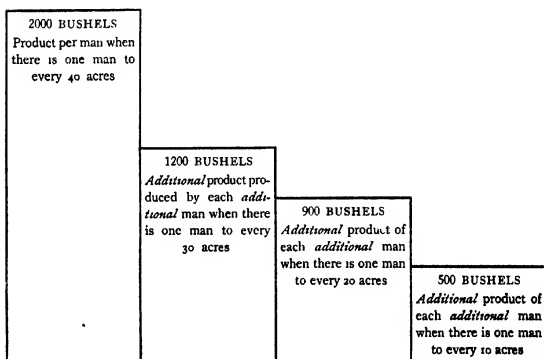 2000 BUSHELS
Product per man when
there is one man to
every 40 acres
1200 BUSHELS
Additional product pro-
duced by each addi-
tional man when there
is one man to every
30 acres
900 BUSHELS
Additional product of
each additional man
when there is one man
to every 20 acres
500 BUSHELS
Additional product of
each additional man
when there is one man
to every 10 acres